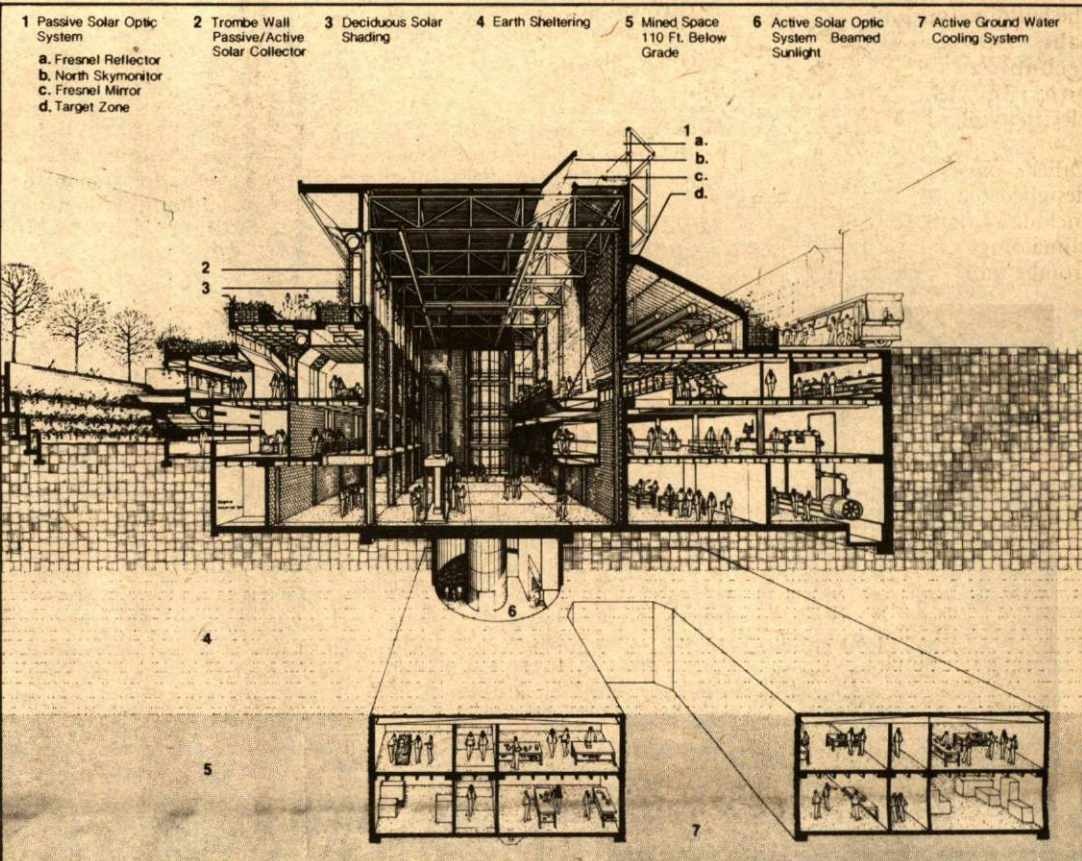 1 Passive Solar Optic
System
a. Fresnel Reflector
b. North Skymonitor
c. Fresnel Mirror
d. Target Zone
2 Trombe Wall
Passive/Active
Solar Collector
3 Deciduous Solar
Shading
4 Earth Sheltering
5 Mined Space
110 Ft. Below
Grade
6 Active Solar Optic
System Beamed
Sunlight
7 Active Ground Water
Cooling System
1
a.
b.
c.
d.
2
3
6
4
5
7